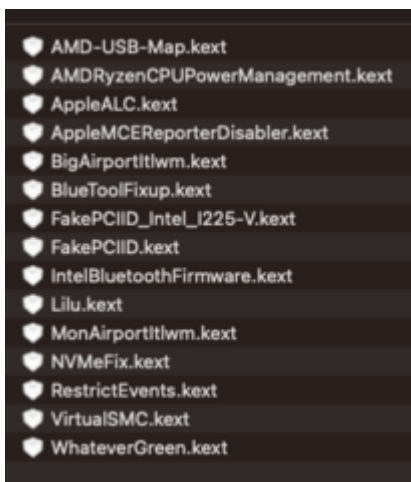 AMD-USB-Map.kext
AMDRyzenCPUPowerManagement.kext
AppleALC.kext
AppleMCEReporterDisabler.kext
BigAirportItlwm.kext
BlueToolFixup.kext
FakePCIID_Intel_I225-V.kext
FakePCIID.kext
IntelBluetoothFirmware.kext
Lilu.kext
MonAirportItlwm.kext
NVMeFix.kext
RestrictEvents.kext
VirtualSMC.kext
WhateverGreen.kext